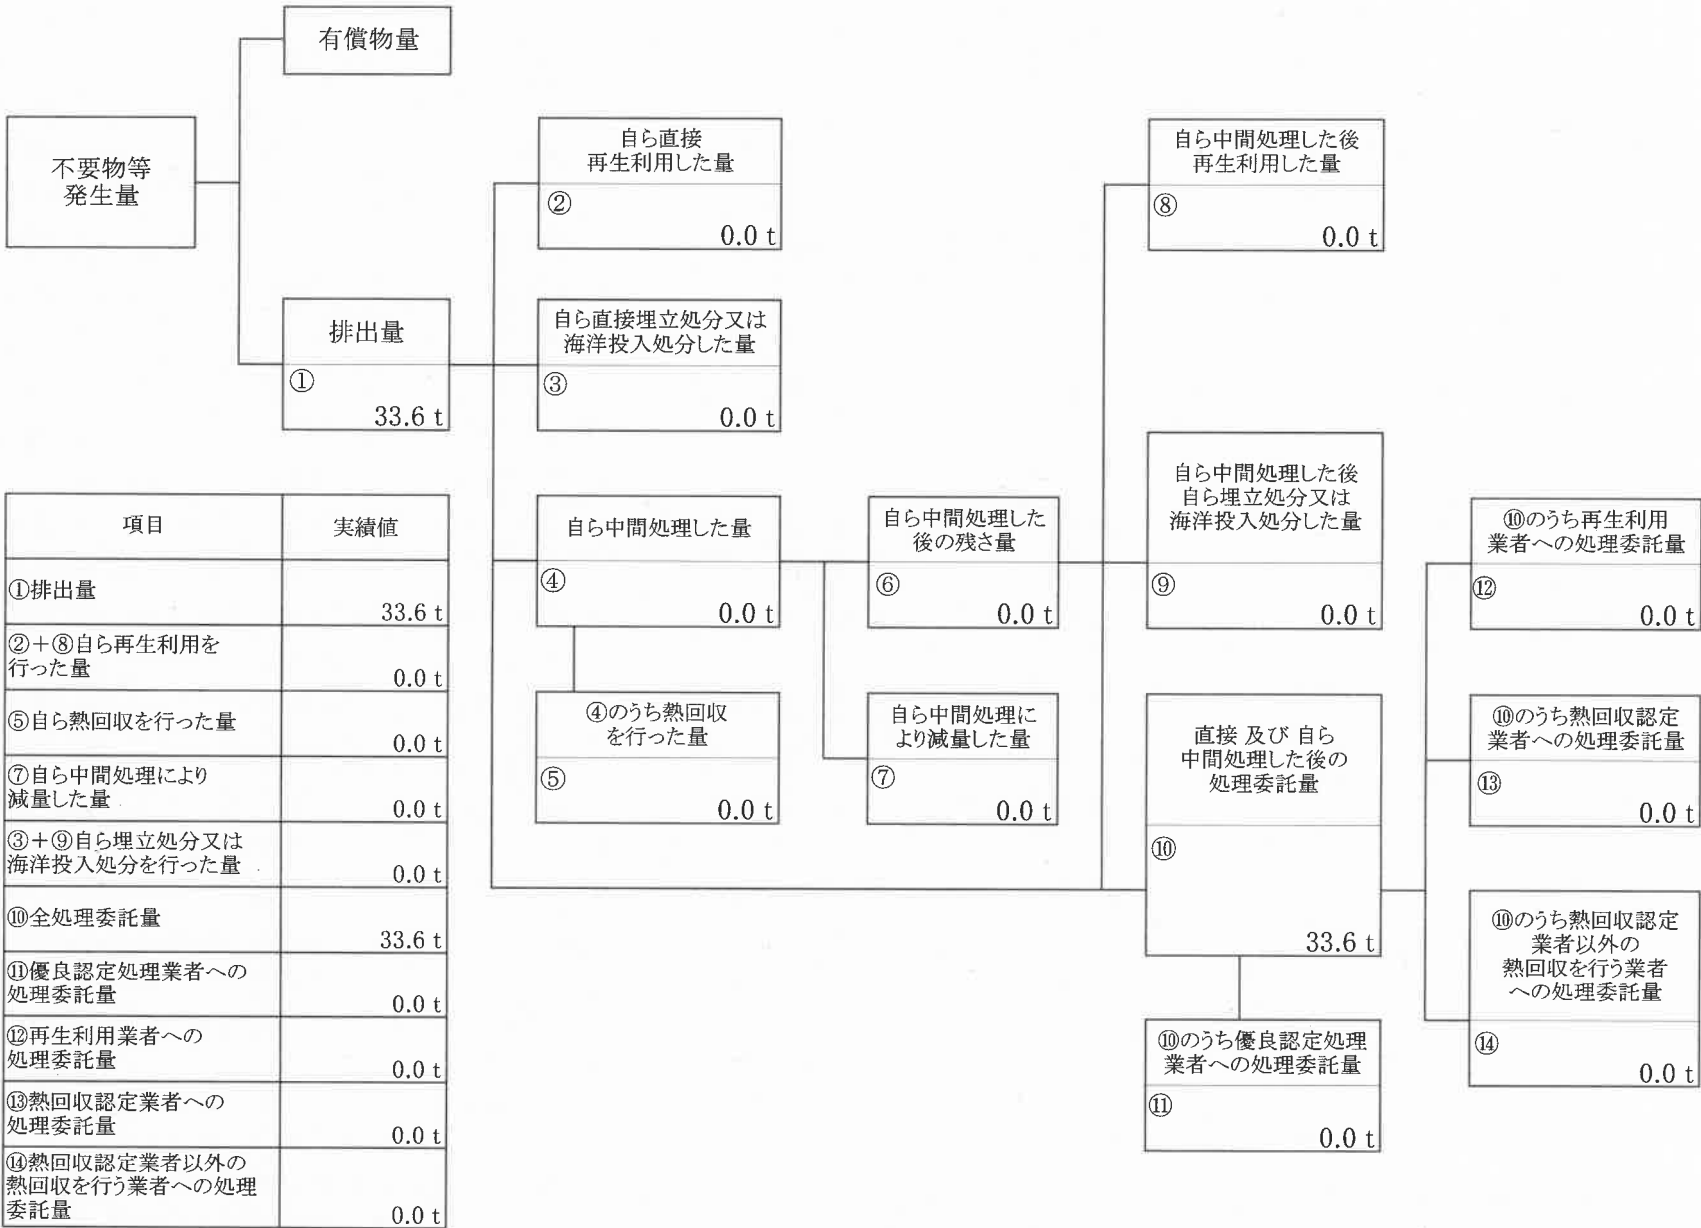 有償物量
不要物等
発生量
排出量
①
33.6 t
自ら直接
再生利用した量
②
0.0 t
自ら直接埋立処分又は
海洋投入処分した量
③
0.0 t
自ら中間処理した量
④
0.0 t
④のうち熱回収
を行った量
⑤
0.0 t
自ら中間処理した
後の残さ量
⑥
0.0 t
自ら中間処理に
より減量した量
⑦
0.0 t
自ら中間処理した後
再生利用した量
⑧
0.0 t
自ら中間処理した後
自ら埋立処分又は
海洋投入処分した量
⑨
0.0 t
直接 及び 自ら
中間処理した後の
処理委託量
⑩
33.6 t
⑩のうち優良認定処理
業者への処理委託量
⑪
0.0 t
⑩のうち再生利用
業者への処理委託量
⑫
0.0 t
⑩のうち熱回収認定
業者への処理委託量
⑬
0.0 t
⑩のうち熱回収認定
業者以外の
熱回収を行う業者
への処理委託量
⑭
0.0 t
項目
実績値
①排出量
33.6 t
②+⑧自ら再生利用を
行った量
0.0 t
⑤自ら熱回収を行った量
0.0 t
⑦自ら中間処理により
減量した量
0.0 t
③+⑨自ら埋立処分又は
海洋投入処分を行った量
0.0 t
⑩全処理委託量
33.6 t
⑪優良認定処理業者への
処理委託量
0.0 t
⑫再生利用業者への
処理委託量
0.0 t
⑬熱回収認定業者への
処理委託量
0.0 t
⑭熱回収認定業者以外の
熱回収を行う業者への処理
委託量
0.0 t